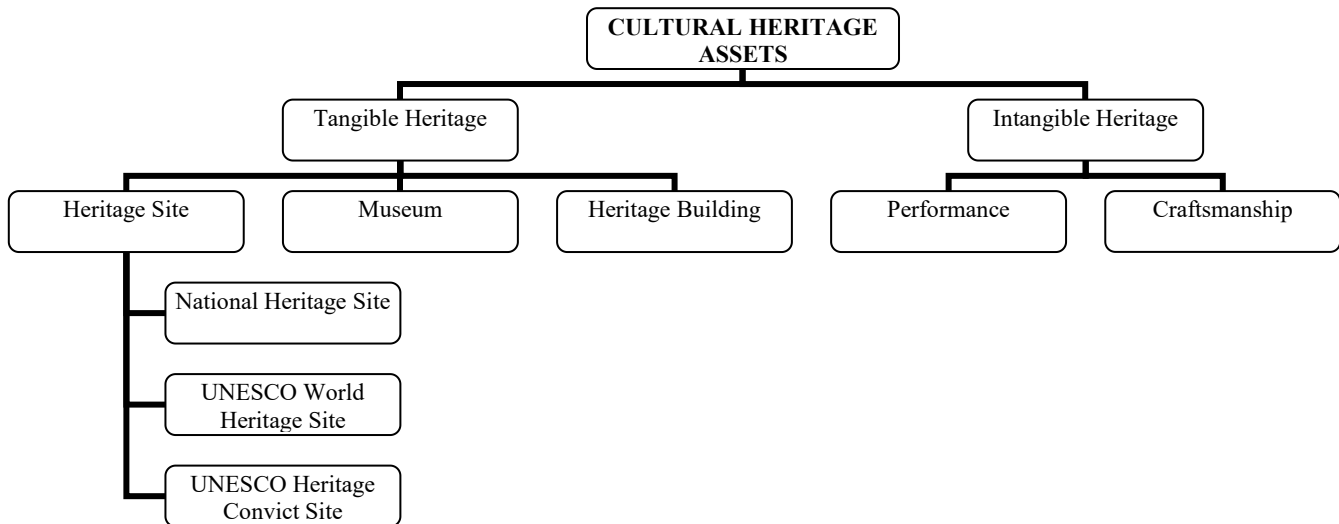 CULTURAL HERITAGE
ASSETS
Tangible Heritage
Intangible Heritage
Heritage Site
Museum
Heritage Building
Performance
Craftsmanship
National Heritage Site
UNESCO World
Heritage Site
UNESCO Heritage
Convict Site